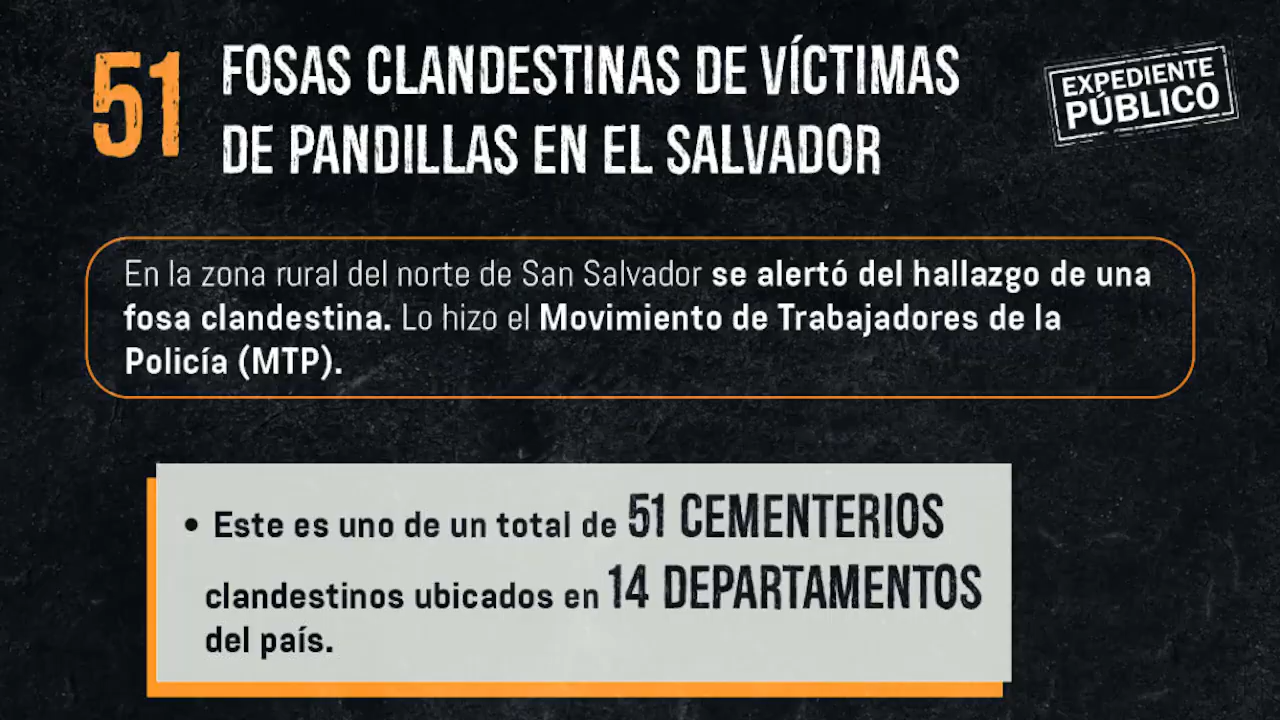 51
FOSAS CLANDESTINAS DE VÍCTIMAS
DE PANDILLAS EN EL SALVADOR
EXPEDIENTE
PÚBLICO
En la zona rural del norte de San Salvador se alertó del hallazgo de una
fosa clandestina. Lo hizo el Movimiento de Trabajadores de la
Policía (MTP).
• Este es uno de un total de 51 CEMENTERIOS
clandestinos ubicados en 14 DEPARTAMENTOS
del país.